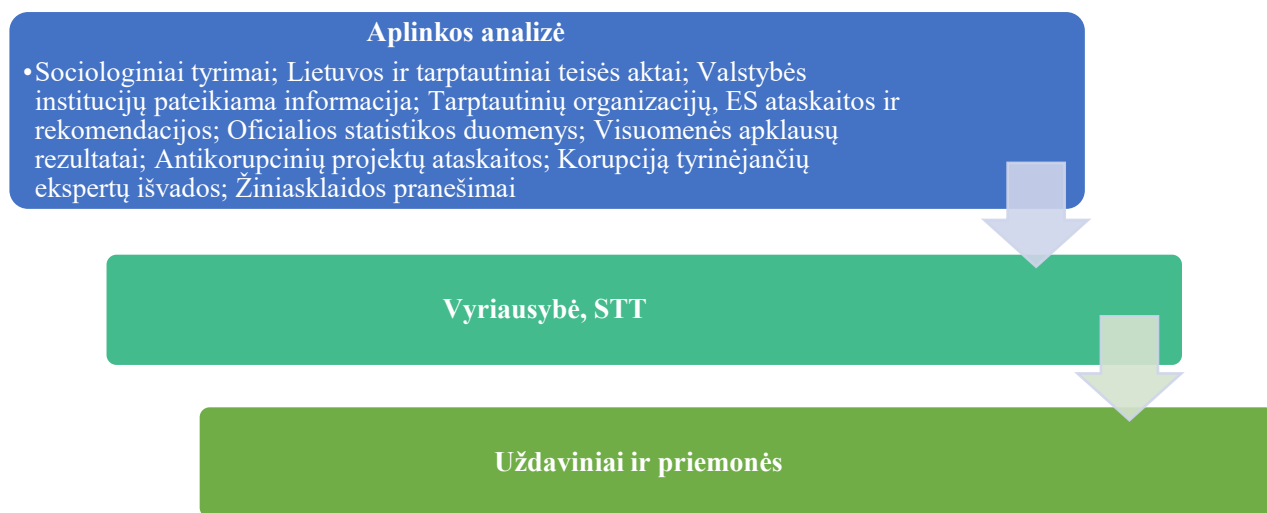 Aplinkos analizė
•Sociologiniai tyrimai; Lietuvos ir tarptautiniai teisės aktai; Valstybės
institucijų pateikiama informacija; Tarptautinių organizacijų, ES ataskaitos ir
rekomendacijos; Oficialios statistikos duomenys; Visuomenės apklausų
rezultatai; Antikorupcinių projektų ataskaitos; Korupciją tyrinėjančių
ekspertų išvados; Žiniasklaidos pranešimai
Vyriausybė, STT
Uždaviniai ir priemonės